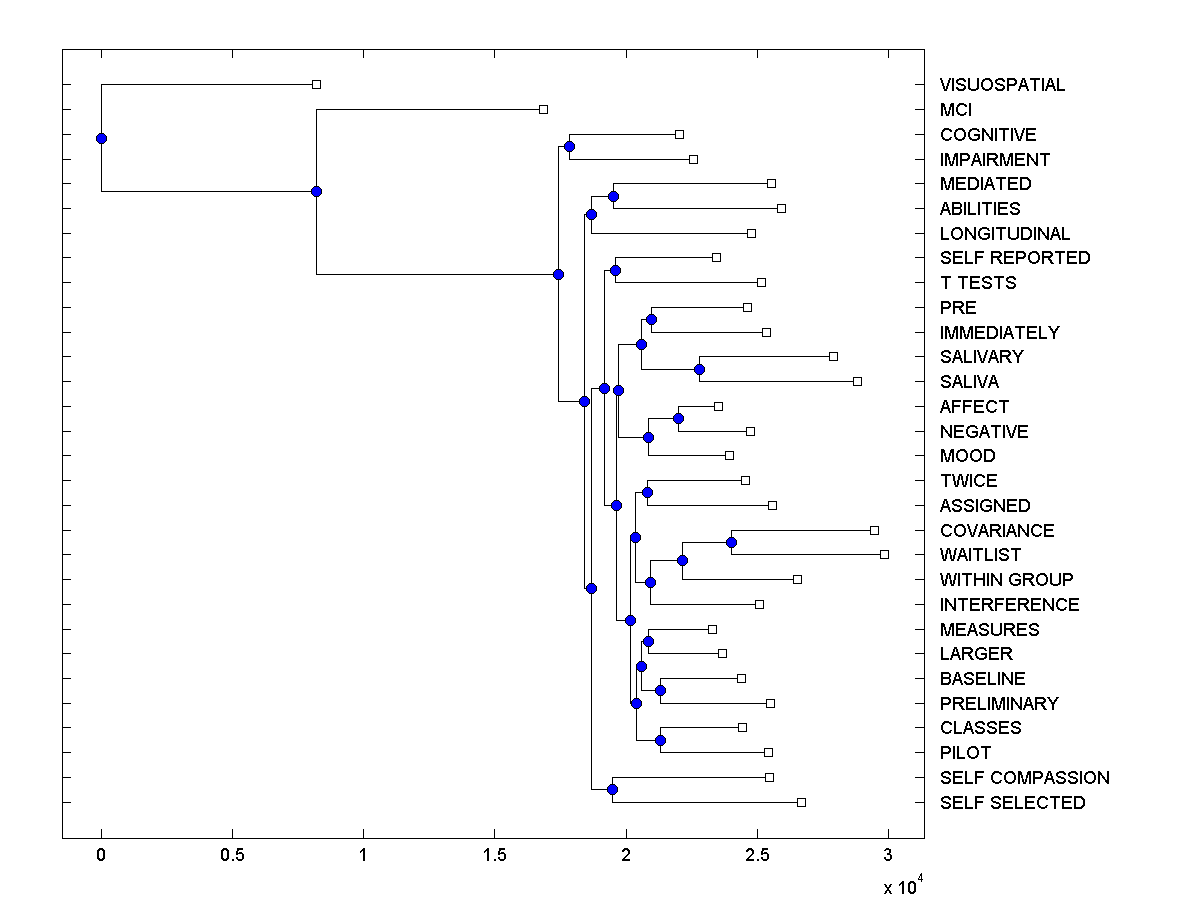 VISUOSPATIAL
MCI
COGNITIVE
IMPAIRMENT
MEDIATED
ABILITIES
LONGITUDINAL
SELF REPORTED
T TESTS
PRE
IMMEDIATELY
SALIVARY
SALIVA
AFFECT
NEGATIVE
MOOD
TWICE
ASSIGNED
COVARIANCE
WAITLIST
WITHIN GROUP
INTERFERENCE
MEASURES
LARGER
BASELINE
PRELIMINARY
CLASSES
PILOT
SELF COMPASSION
SELF SELECTED
0 0.5 1 1.5 2 2.5 3
x 10^4